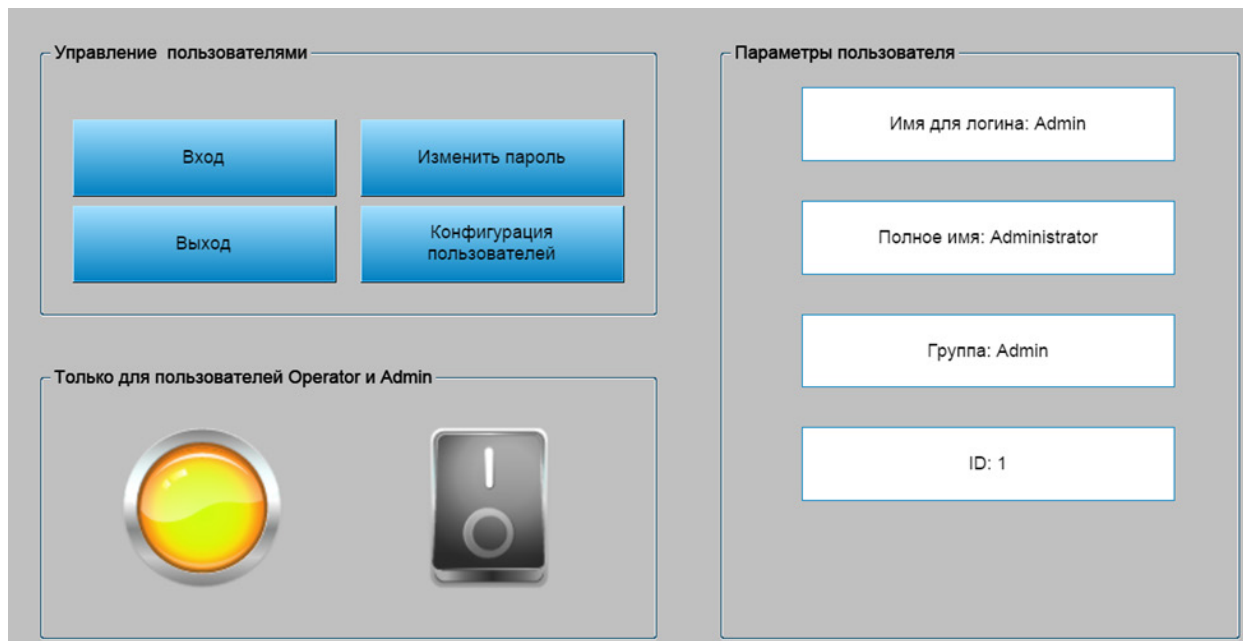 Управление пользователями
Вход
Изменить пароль
Выход
Конфигурация
пользователей
Только для пользователей Operator и Admin
Параметры пользователя
Имя для логина: Admin
Полное имя: Administrator
Группа: Admin
ID: 1